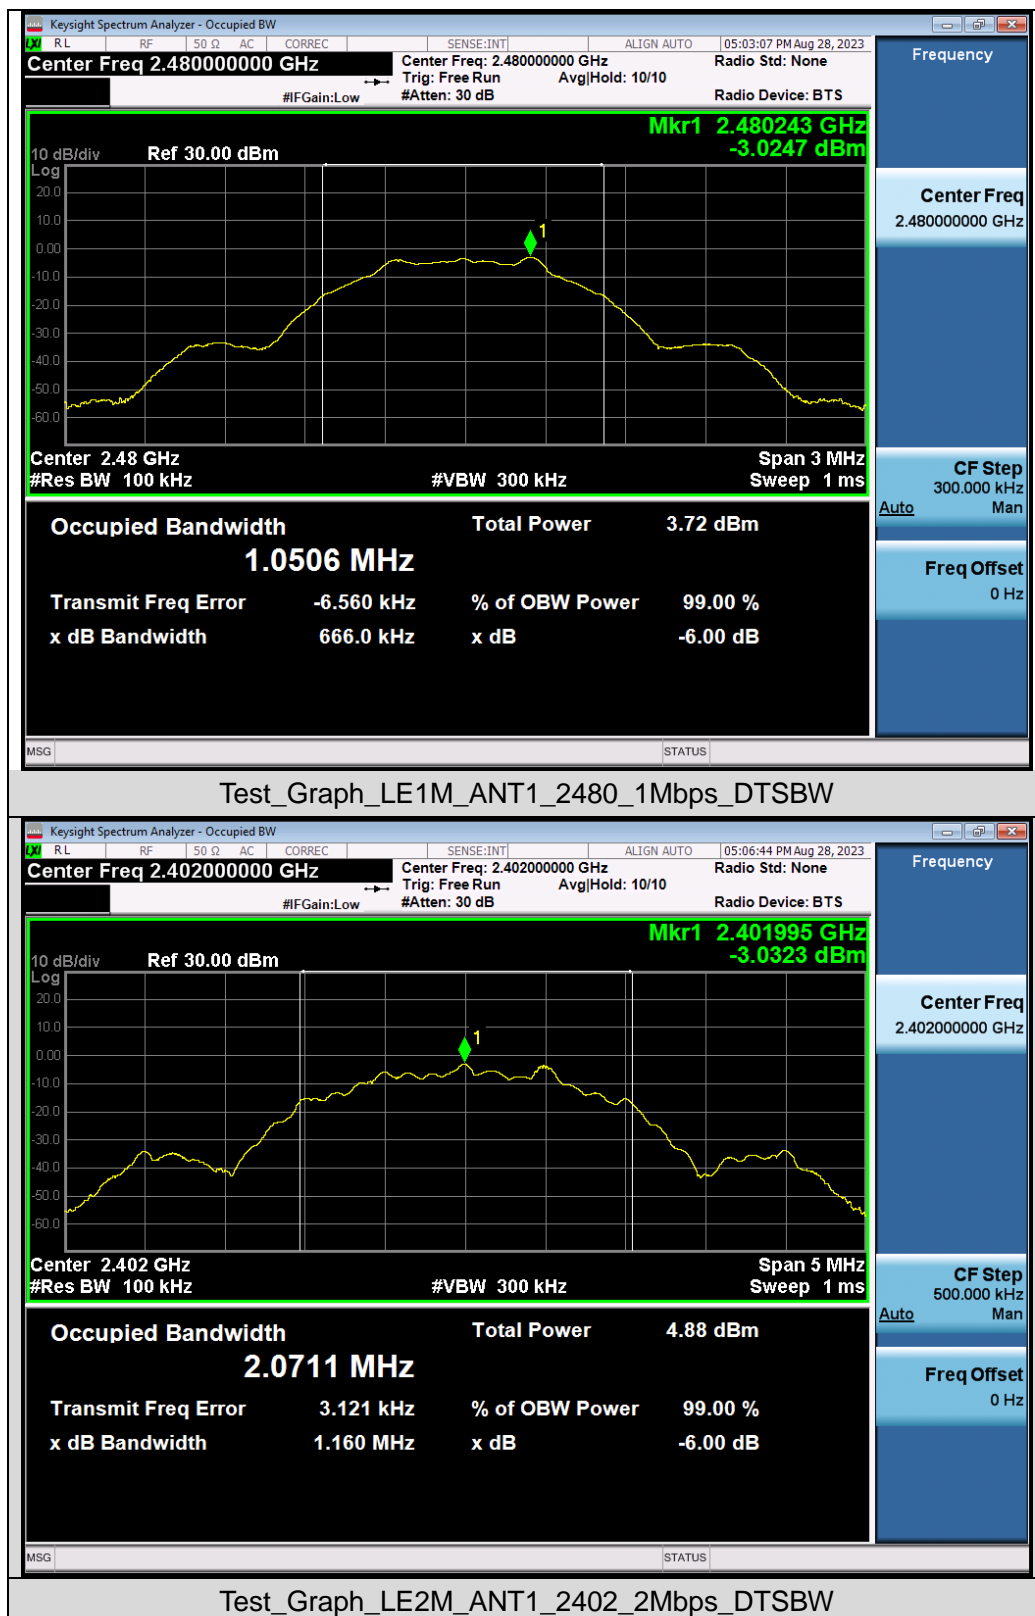 Keysight Spectrum Analyzer - Occupied BW
LXI RL RF 50 Ω AC CORREC SENSE:INT ALIGN AUTO 05:03:07 PM Aug 28, 2023
Center Freq 2.480000000 GHz
Center Freq: 2.480000000 GHz Radio Std: None
Trig: Free Run Avg|Hold: 10/10
#IFGain:Low #Atten: 30 dB Radio Device: BTS
Mkr1 2.480243 GHz
-3.0247 dBm
10 dB/div Ref 30.00 dBm
Log
20.0
10.0
1
0.00
-10.0
-20.0
-30.0
-40.0
-50.0
-60.0
Center 2.48 GHz Span 3 MHz
#Res BW 100 kHz #VBW 300 kHz Sweep 1 ms
Occupied Bandwidth Total Power 3.72 dBm
1.0506 MHz
Transmit Freq Error -6.560 kHz % of OBW Power 99.00 %
x dB Bandwidth 666.0 kHz x dB -6.00 dB
MSG STATUS
Frequency
Center Freq
2.480000000 GHz
CF Step
300.000 kHz
Auto Man
Freq Offset
0 Hz
Test_Graph_LE1M_ANT1_2480_1Mbps_DTSBW
Keysight Spectrum Analyzer - Occupied BW
LXI RL RF 50 Ω AC CORREC SENSE:INT ALIGN AUTO 05:06:44 PM Aug 28, 2023
Center Freq 2.402000000 GHz
Center Freq: 2.402000000 GHz Radio Std: None
Trig: Free Run Avg|Hold: 10/10
#IFGain:Low #Atten: 30 dB Radio Device: BTS
Mkr1 2.401995 GHz
-3.0323 dBm
10 dB/div Ref 30.00 dBm
Log
20.0
10.0
1
0.00
-10.0
-20.0
-30.0
-40.0
-50.0
-60.0
Center 2.402 GHz Span 5 MHz
#Res BW 100 kHz #VBW 300 kHz Sweep 1 ms
Occupied Bandwidth Total Power 4.88 dBm
2.0711 MHz
Transmit Freq Error 3.121 kHz % of OBW Power 99.00 %
x dB Bandwidth 1.160 MHz x dB -6.00 dB
MSG STATUS
Frequency
Center Freq
2.402000000 GHz
CF Step
500.000 kHz
Auto Man
Freq Offset
0 Hz
Test_Graph_LE2M_ANT1_2402_2Mbps_DTSBW